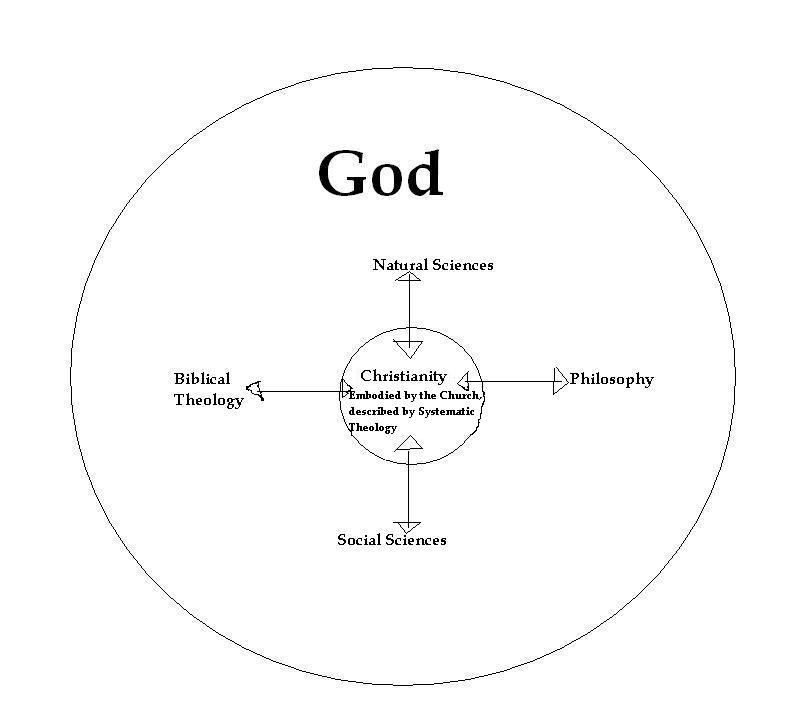 God
Natural Sciences
Biblical
Theology
Christianity
Embodied by the Church,
described by Systematic
Theology
Philosophy
Social Sciences